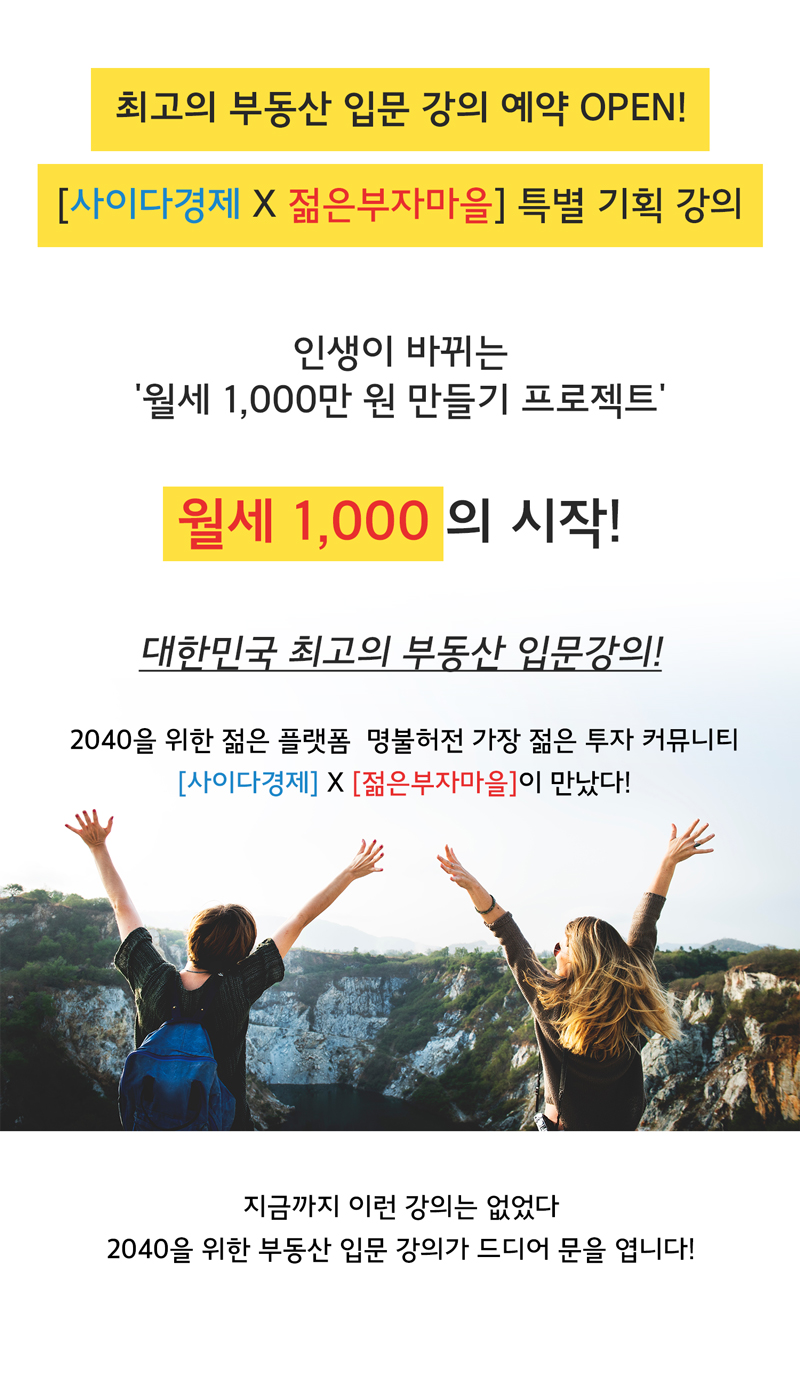 최고의 부동산 입문 강의 예약 OPEN!
[사이다경제 X 젊은부자마을] 특별 기획 강의
인생이 바뀌는
'월세 1,000만 원 만들기 프로젝트'
월세 1,000의 시작!
대한민국 최고의 부동산 입문강의!
2040을 위한 젊은 플랫폼  명불허전 가장 젊은 투자 커뮤니티
[사이다경제] X [젊은부자마을]이 만났다!
지금까지 이런 강의는 없었다
2040을 위한 부동산 입문 강의가 드디어 문을 엽니다!